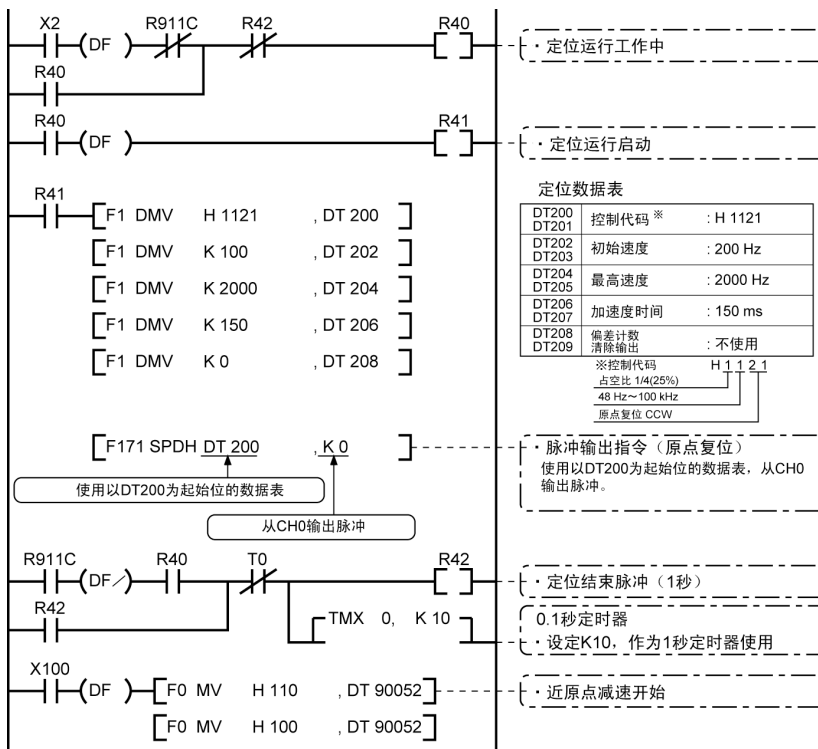 X2 R911C R42 R40
DF
R40
· 定位运行工作中
R40 R41
DF
· 定位运行启动
R41
F1 DMV H 1121 , DT 200
F1 DMV K 100 , DT 202
F1 DMV K 2000 , DT 204
F1 DMV K 150 , DT 206
F1 DMV K 0 , DT 208
定位数据表
DT200 DT201 控制代码 ※ : H 1121
DT202 DT203 初始速度 : 200 Hz
DT204 DT205 最高速度 : 2000 Hz
DT206 DT207 加速度时间 : 150 ms
DT208 DT209 偏差计数 清除输出 : 不使用
※控制代码 H 1 1 2 1
占空比 1/4(25%)
48 Hz～100 kHz
原点复位 CCW
F171 SPDH DT 200 , K 0
使用以DT200为起始位的数据表
从CH0输出脉冲
· 脉冲输出指令（原点复位）
使用以DT200为起始位的数据表，从CH0
输出脉冲。
R911C R40 T0 R42
DF/
R42
· 定位结束脉冲（1秒）
TMX 0, K 10
0.1秒定时器
· 设定K10，作为1秒定时器使用
X100
DF F0 MV H 110 , DT 90052
F0 MV H 100 , DT 90052
· 近原点减速开始